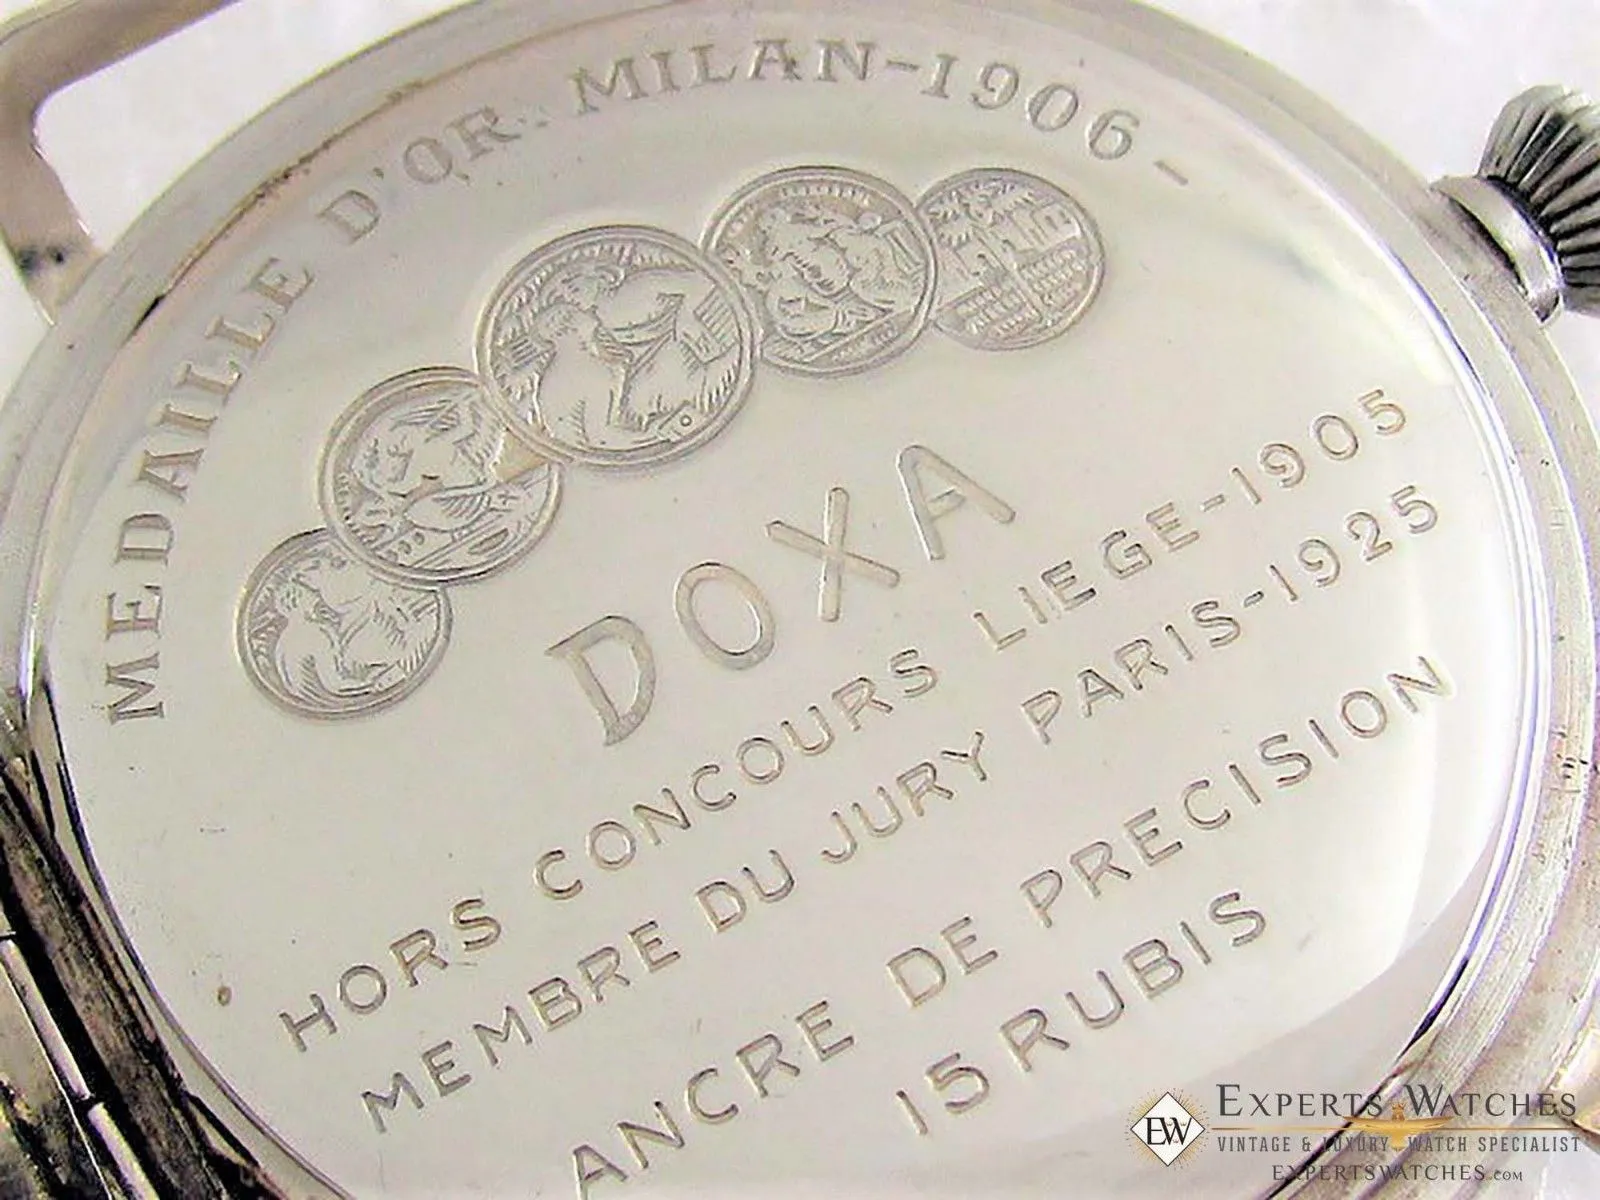 MEDAILLE D'OR. MILAN-1906-
DOXA
HORS CONCOURS LIEGE-1905
MEMBRE DU JURY PARIS-1925
ANCRE DE PRECISION
15 RUBIS
EW
EXPERTS WATCHES
VINTAGE & LUXURY WATCH SPECIALIST
EXPERTSWATCHES.COM